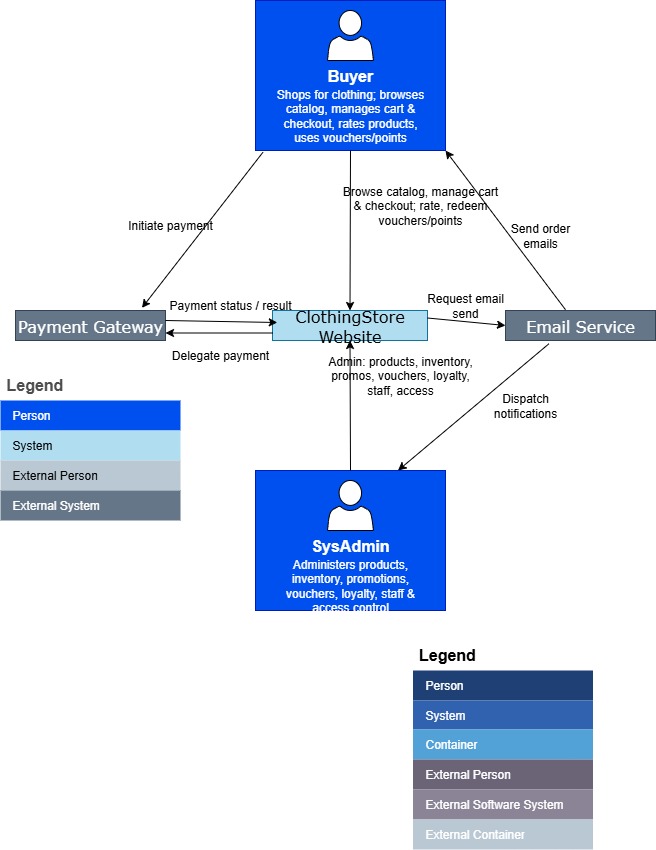 Buyer
Shops for clothing; browses
catalog, manages cart &
checkout, rates products,
uses vouchers/points
Browse catalog, manage cart
& checkout; rate, redeem
vouchers/points
Initiate payment
Send order
emails
Payment status / result
Request email
send
Payment Gateway
ClothingStore
Website
Email Service
Delegate payment
Admin: products, inventory,
promos, vouchers, loyalty,
staff, access
Dispatch
notifications
Legend
Person
System
External Person
External System
SysAdmin
Administers products,
inventory, promotions,
vouchers, loyalty, staff &
access control
Legend
Person
System
Container
External Person
External Software System
External Container